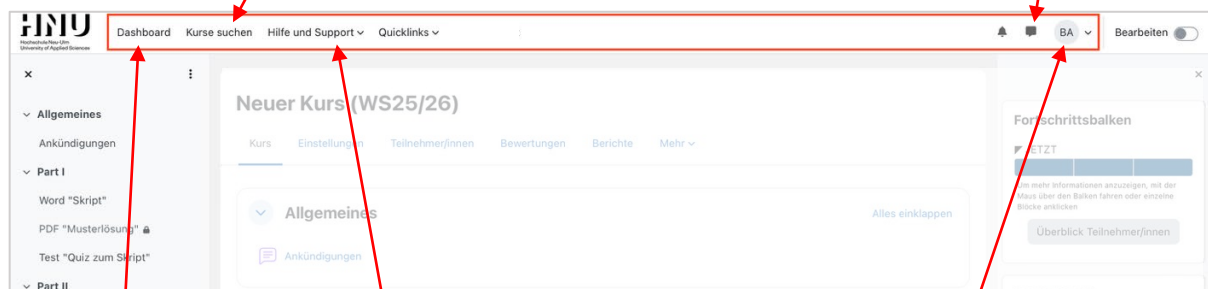 HNU
Hochschule Neu-Ulm
University of Applied Sciences
Dashboard Kurse suchen Hilfe und Support Quicklinks BA Bearbeiten
Allgemeines
Ankündigungen
Part I
Word "Skript"
PDF "Musterlösung"
Test "Quiz zum Skript"
Part II
Neuer Kurs (WS25/26)
Kurs Einstellungen Teilnehmer/innen Bewertungen Berichte Mehr
Allgemeines Alles einklappen
Ankündigungen
Fortschrittsbalken
JETZT
Um mehr Informationen anzuzeigen, mit der
Maus über den Balken fahren oder einzelne
Blöcke anklicken
Überblick Teilnehmer/innen